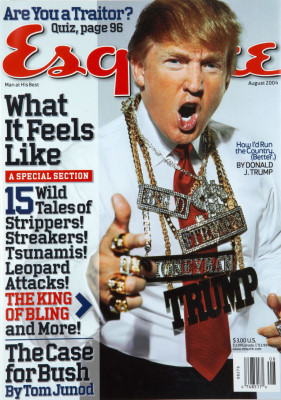 Are You a Traitor?
Quiz, page 96
Esquire
Man at His Best
August 2004
What
It Feels
Like
A SPECIAL SECTION
15 Wild
Tales of
Strippers!
Streakers!
Tsunamis!
Leopard
Attacks!
THE KING
OF BLING
and More!
The Case
for Bush
By Tom Junod
How I'd Run
the Country.
(Better.)
BY DONALD
J. TRUMP
TRUMP
$3.00 U.S.
08